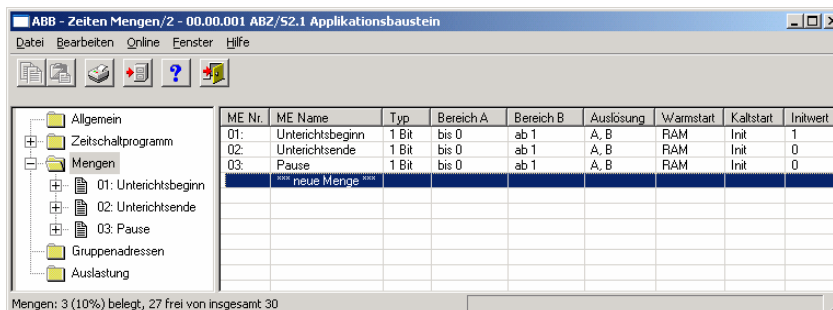 ABB - Zeiten Mengen/2 - 00.00.001 ABZ/S2.1 Applikationsbaustein
Datei Bearbeiten Online Fenster Hilfe
Allgemein
Zeitschaltprogramm
Mengen
01: Unterichtsbeginn
02: Unterichtsende
03: Pause
Gruppenadressen
Auslastung
ME Nr. ME Name Typ Bereich A Bereich B Auslösung Warmstart Kaltstart Initwert
01: Unterichtsbeginn 1 Bit bis 0 ab 1 A, B RAM Init 1
02: Unterichtsende 1 Bit bis 0 ab 1 A, B RAM Init 0
03: Pause 1 Bit bis 0 ab 1 A, B RAM Init 0
*** neue Menge ***
Mengen: 3 (10%) belegt, 27 frei von insgesamt 30